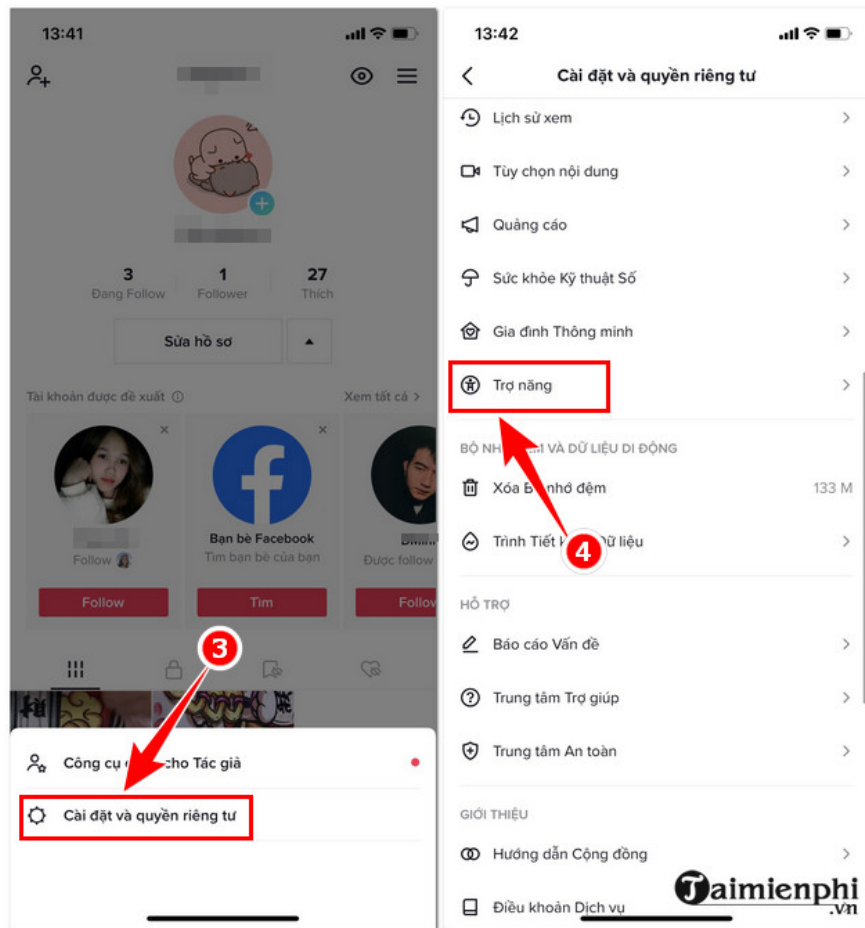 13:41
3
1
27
Đang Follow
Follower
Thích
Sửa hồ sơ
Tài khoản được đề xuất
Xem tất cả >
Bạn bè Facebook
Follow
Tìm bạn bè của bạn
Được follow
Follow
Tìm
Follow
3
Công cụ cho Tác giả
Cài đặt và quyền riêng tư
13:42
Cài đặt và quyền riêng tư
Lịch sử xem
Tùy chọn nội dung
Quảng cáo
Sức khỏe Kỹ thuật Số
Gia đình Thông minh
Trợ năng
BỘ VÀ DỮ LIỆU DI ĐỘNG
Xóa nhớ đệm
133 M
Trình Tiết Dữ liệu
4
HỖ TRỢ
Báo cáo Vấn đề
Trung tâm Trợ giúp
Trung tâm An toàn
GIỚI THIỆU
Hướng dẫn Cộng đồng
Điều khoản Dịch vụ
Taimienphi
.vn